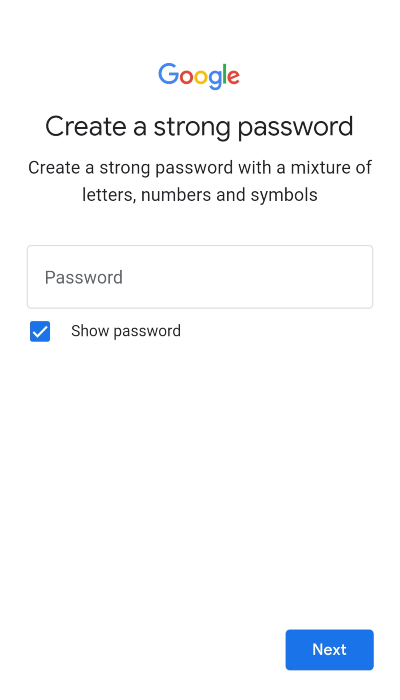 Google
Create a strong password
Create a strong password with a mixture of
letters, numbers and symbols
Password
Show password
Next